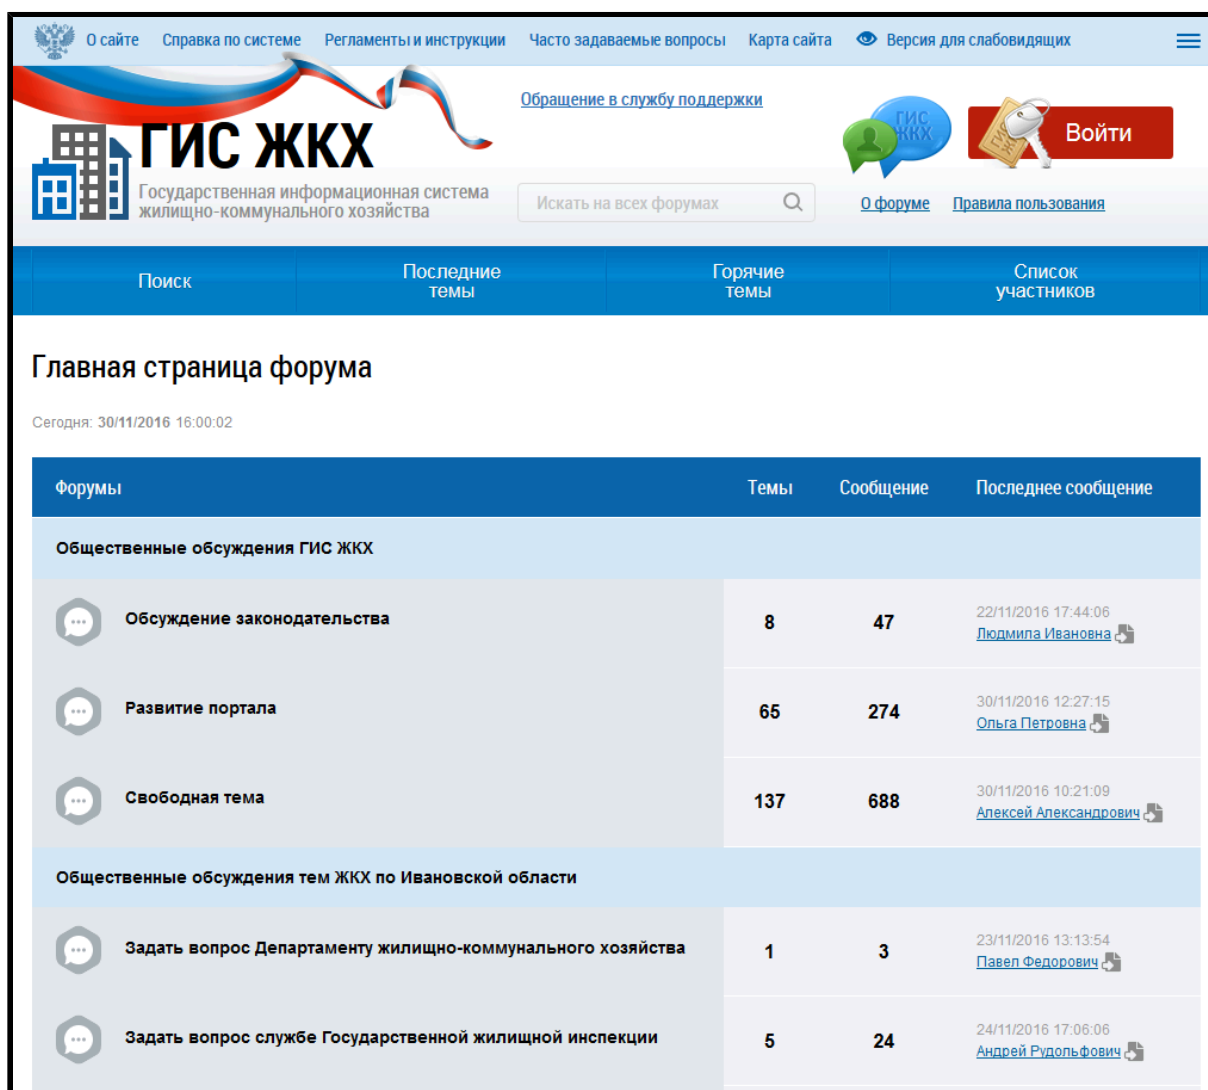 О сайте Справка по системе Регламенты и инструкции Часто задаваемые вопросы Карта сайта Версия для слабовидящих
Обращение в службу поддержки
ГИС ЖКХ
Государственная информационная система
жилищно-коммунального хозяйства
Искать на всех форумах
ГИС
ЖКХ
Войти
О форуме Правила пользования
Поиск
Последние
темы
Горячие
темы
Список
участников
Главная страница форума
Сегодня: 30/11/2016 16:00:02
Форумы Темы Сообщение Последнее сообщение
Общественные обсуждения ГИС ЖКХ
Обсуждение законодательства 8 47 22/11/2016 17:44:06
Людмила Ивановна
Развитие портала 65 274 30/11/2016 12:27:15
Ольга Петровна
Свободная тема 137 688 30/11/2016 10:21:09
Алексей Александрович
Общественные обсуждения тем ЖКХ по Ивановской области
Задать вопрос Департаменту жилищно-коммунального хозяйства 1 3 23/11/2016 13:13:54
Павел Федорович
Задать вопрос службе Государственной жилищной инспекции 5 24 24/11/2016 17:06:06
Андрей Рудольфович